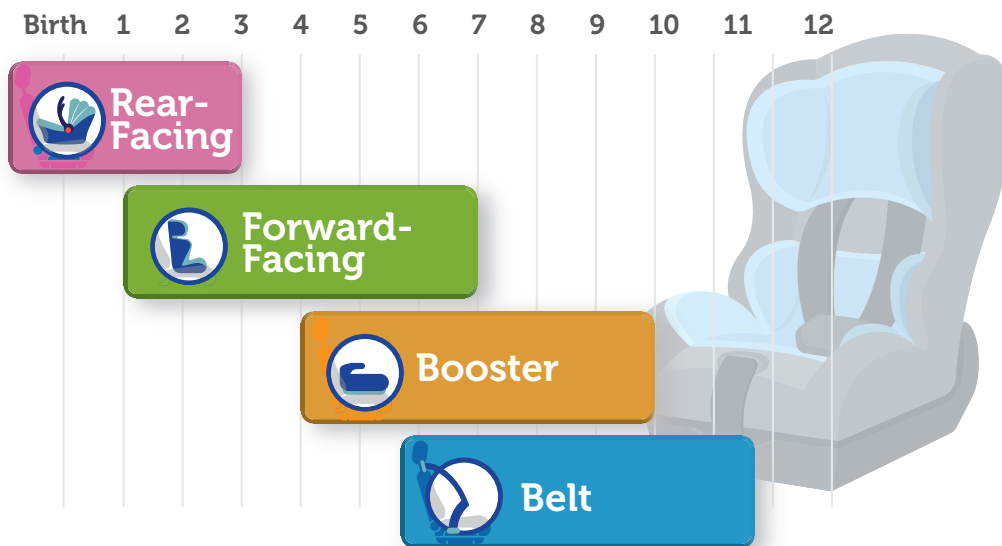 Birth 1 2 3 4 5 6 7 8 9 10 11 12
Rear-
Facing
Forward-
Facing
Booster
Belt